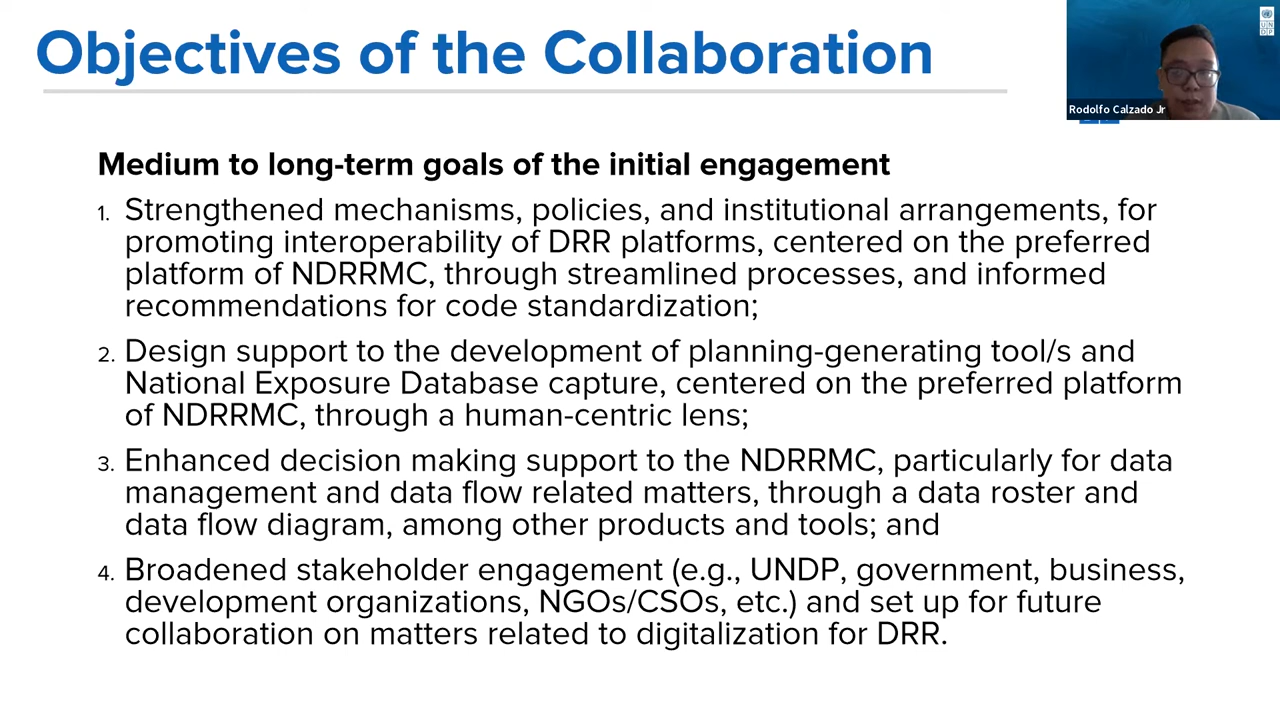 Objectives of the Collaboration
U N
D P
Rodolfo Calzado Jr
Medium to long-term goals of the initial engagement
1. Strengthened mechanisms, policies, and institutional arrangements, for
promoting interoperability of DRR platforms, centered on the preferred
platform of NDRRMC, through streamlined processes, and informed
recommendations for code standardization;
2. Design support to the development of planning-generating tool/s and
National Exposure Database capture, centered on the preferred platform
of NDRRMC, through a human-centric lens;
3. Enhanced decision making support to the NDRRMC, particularly for data
management and data flow related matters, through a data roster and
data flow diagram, among other products and tools; and
4. Broadened stakeholder engagement (e.g., UNDP, government, business,
development organizations, NGOs/CSOs, etc.) and set up for future
collaboration on matters related to digitalization for DRR.